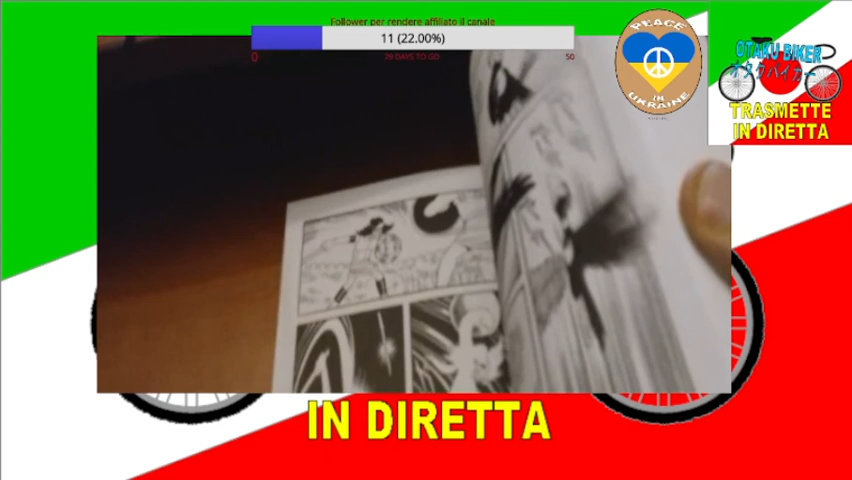 Follower per rendere affiliato il canale
11 (22.00%)
0
29 DAYS TO GO
50
PEACE
IN
UKRAINE
OTAKU BIKER
オタクバイカー
TRASMETTE
IN DIRETTA
IN DIRETTA